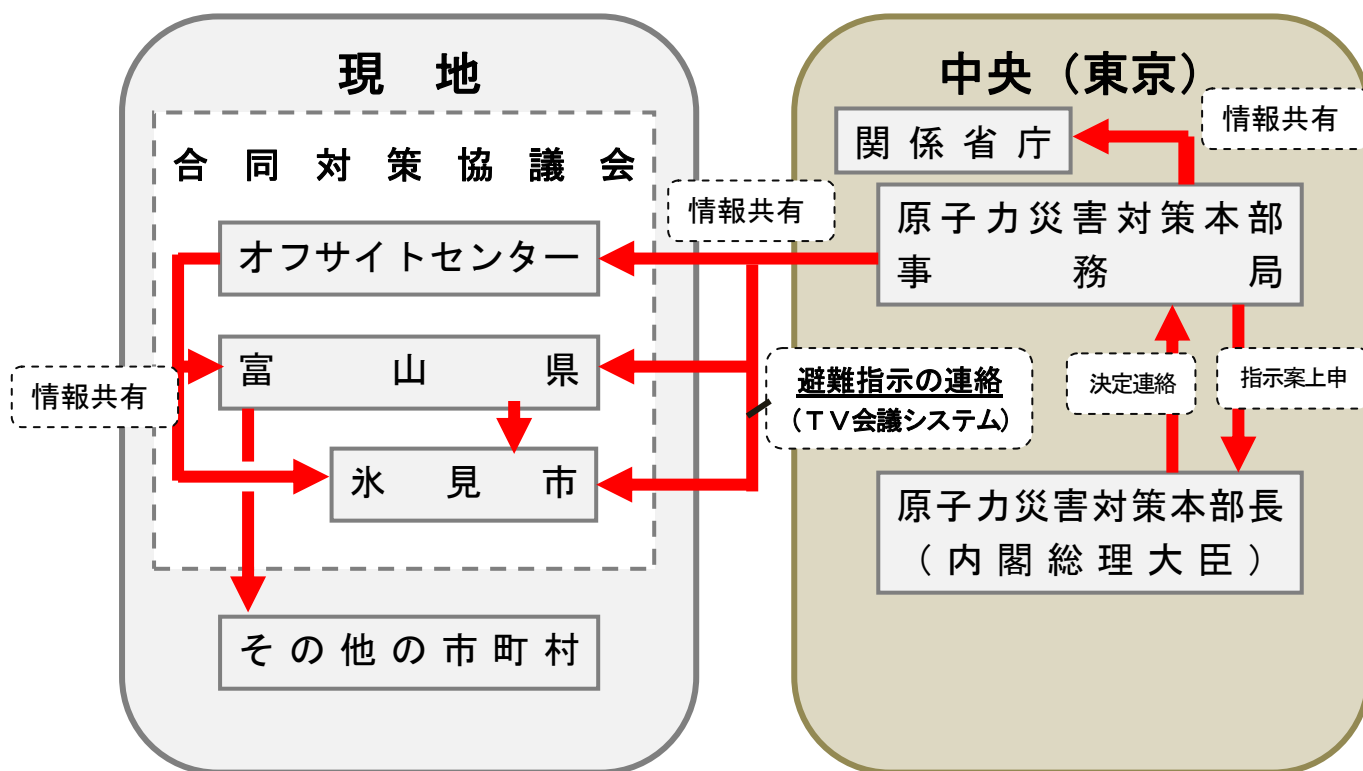 現 地
合同対策協議会
オフサイトセンター
富山県
氷見市
その他の市町村
情報共有
情報共有
避難指示の連絡
（TV会議システム）
中央（東京）
関係省庁
情報共有
原子力災害対策本部
事務局
決定連絡
指示案上申
原子力災害対策本部長
（内閣総理大臣）